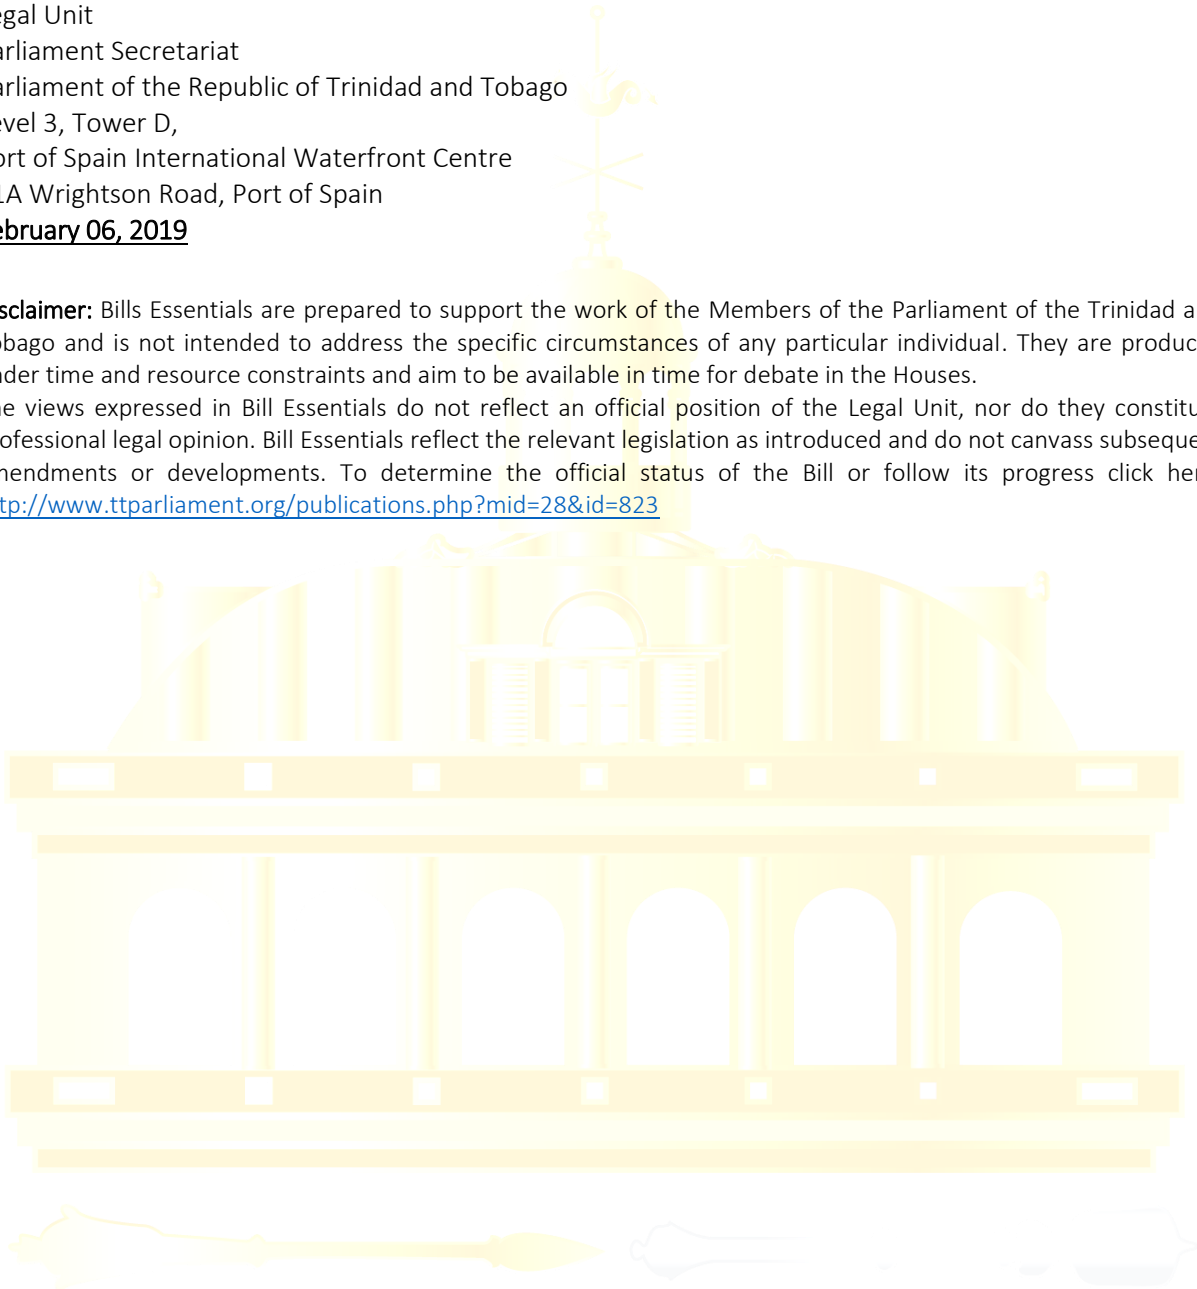 egal Unit
arliament Secretariat
arliament of the Republic of Trinidad and Tobago
evel 3, Tower D,
ort of Spain International Waterfront Centre
1A Wrightson Road, Port of Spain
ebruary 06, 2019
isclaimer: Bills Essentials are prepared to support the work of the Members of the Parliament of the Trinidad a
obago and is not intended to address the specific circumstances of any particular individual. They are produc
nder time and resource constraints and aim to be available in time for debate in the Houses.
he views expressed in Bill Essentials do not reflect an official position of the Legal Unit, nor do they constitu
rofessional legal opinion. Bill Essentials reflect the relevant legislation as introduced and do not canvass subseque
mendments or developments. To determine the official status of the Bill or follow its progress click her
ttp://www.ttparliament.org/publications.php?mid=28&id=823